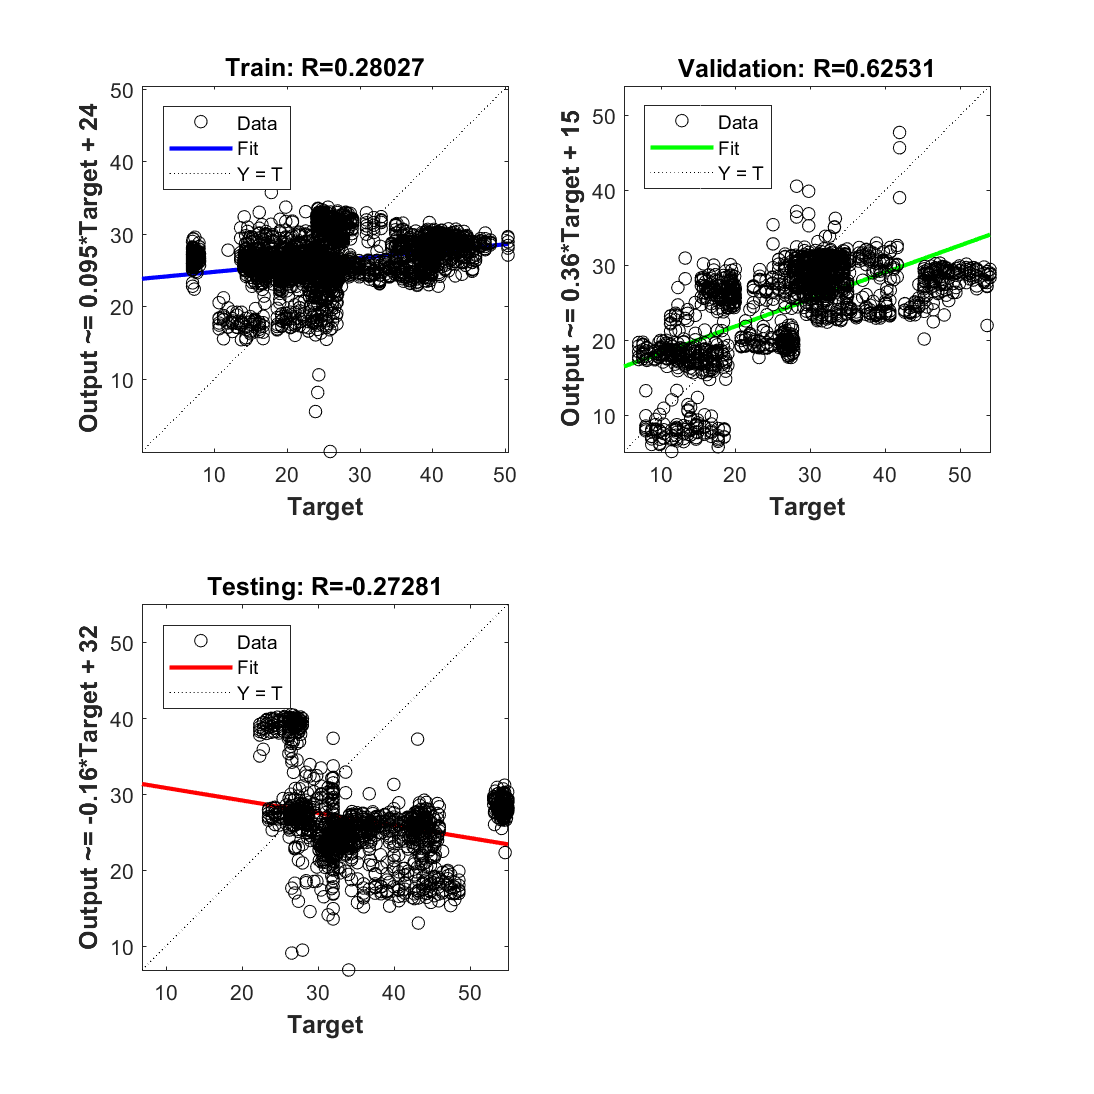 Train: R=0.28027
Output ~= 0.095*Target + 24
50
40
30
20
10
Data
Fit
Y = T
10 20 30 40 50
Target
Validation: R=0.62531
Output ~= 0.36*Target + 15
50
40
30
20
10
Data
Fit
Y = T
10 20 30 40 50
Target
Testing: R=-0.27281
Output ~= -0.16*Target + 32
50
40
30
20
10
Data
Fit
Y = T
10 20 30 40 50
Target